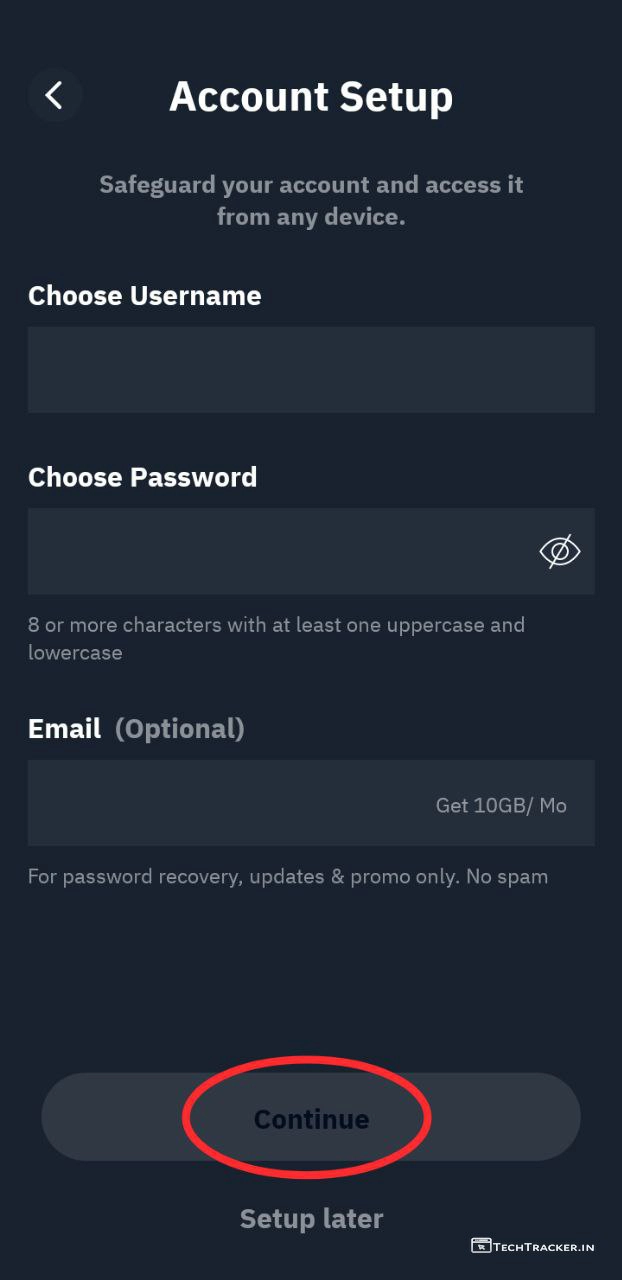 Account Setup
Safeguard your account and access it
from any device.
Choose Username
Choose Password
8 or more characters with at least one uppercase and
lowercase
Email (Optional)
Get 10GB/ Mo
For password recovery, updates & promo only. No spam
Continue
Setup later
TechTracker.in